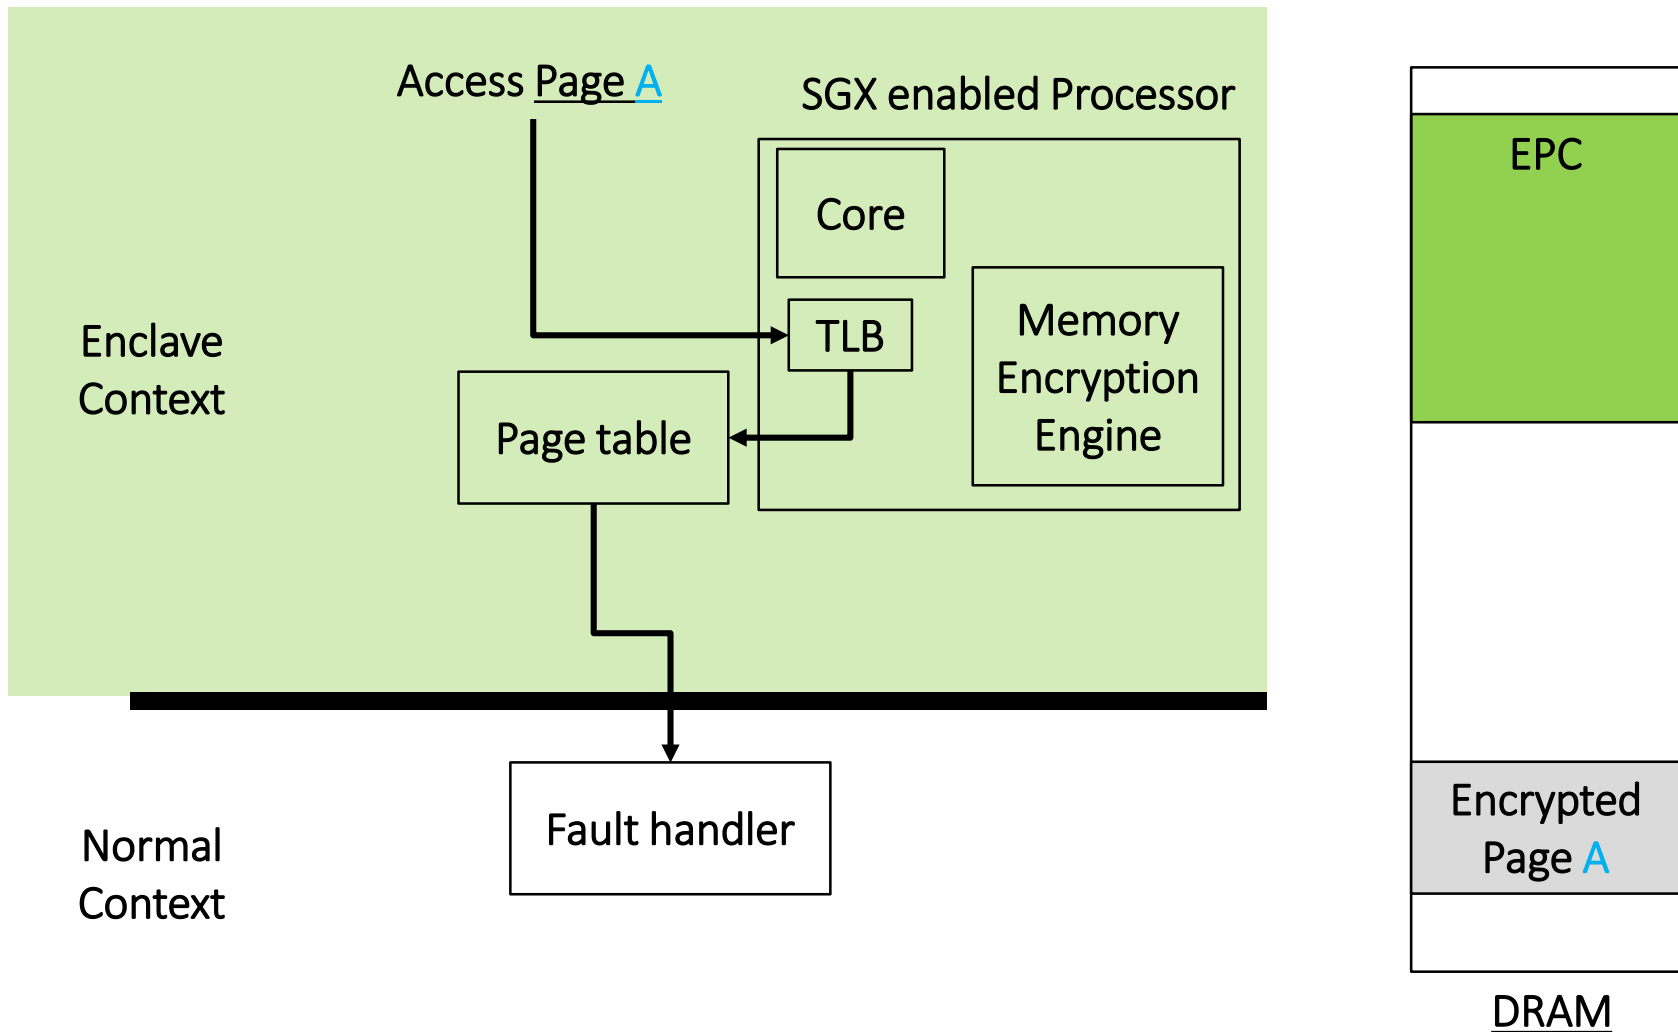 Access Page A
SGX enabled Processor
Core
TLB
Memory
Encryption
Engine
Page table
Enclave
Context
Fault handler
Normal
Context
EPC
Encrypted
Page A
DRAM